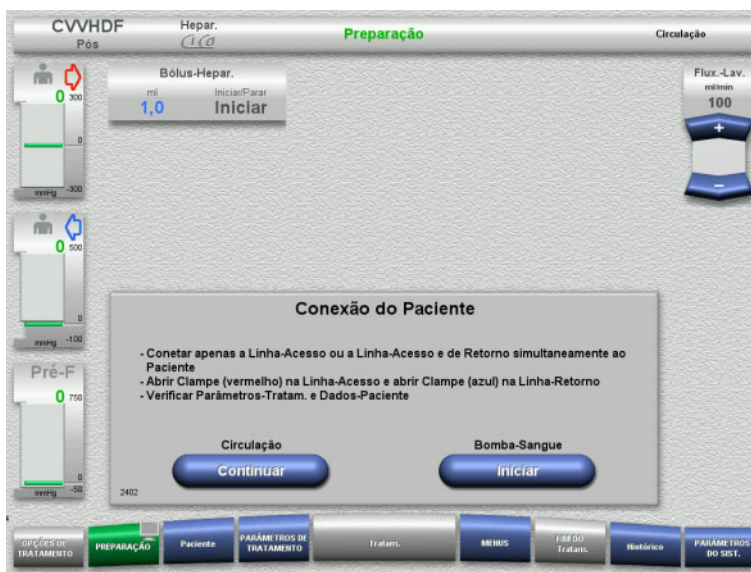 CVVHDF
Pós
Hepar.
Cica
Preparação
Circulação
0
300
0
-300
mmHg
Bólus-Hepar.
ml Iniciar/Parar
1,0 Iniciar
Flux.-Lav.
ml/min
100
+
−
0
500
0
-100
mmHg
Pré-F
0
750
0
-50
mmHg
Conexão do Paciente
- Conetar apenas a Linha-Acesso ou a Linha-Acesso e de Retorno simultaneamente ao
Paciente
- Abrir Clampe (vermelho) na Linha-Acesso e abrir Clampe (azul) na Linha-Retorno
- Verificar Parâmetros-Tratam. e Dados-Paciente
Circulação Bomba-Sangue
Continuar Iniciar
2402
OPÇÕES DE
TRATAMENTO
PREPARAÇÃO
Paciente
PARÂMETROS DE
TRATAMENTO
Tratam.
MENUS
FIM DO
Tratam.
Histórico
PARÂMETROS
DO SIST.